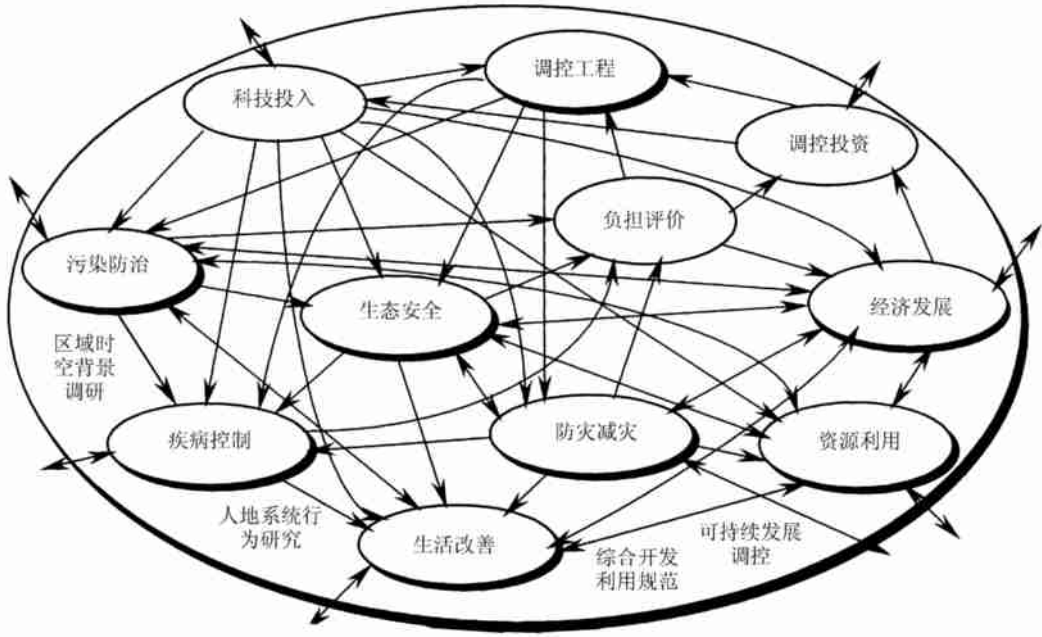 调控工程
科技投入
调控投资
负担评价
污染防治
生态安全
经济发展
区域时
空背景
调研
疾病控制
防灾减灾
资源利用
人地系统行
为研究
生活改善
综合开发
利用规范
可持续发展
调控